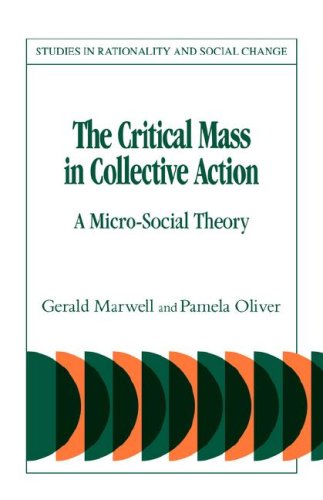 STUDIES IN RATIONALITY AND SOCIAL CHANGE
The Critical Mass
in Collective Action
A Micro-Social Theory
Gerald Marwell and Pamela Oliver